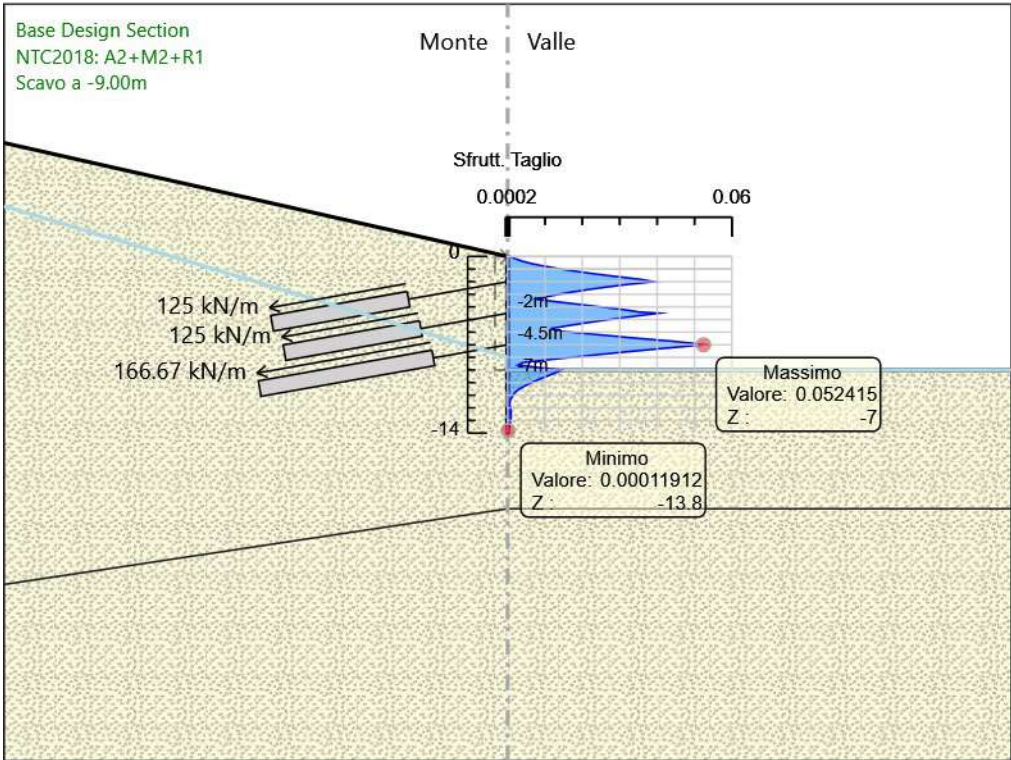 Base Design Section
NTC2018: A2+M2+R1
Scavo a -9.00m
Monte Valle
Sfrutt. Taglio
0.0002 0.06
0
-2m
125 kN/m
-4.5m
125 kN/m
-7m
166.67 kN/m
Massimo
Valore: 0.052415
Z : -7
-14
Minimo
Valore: 0.00011912
Z : -13.8